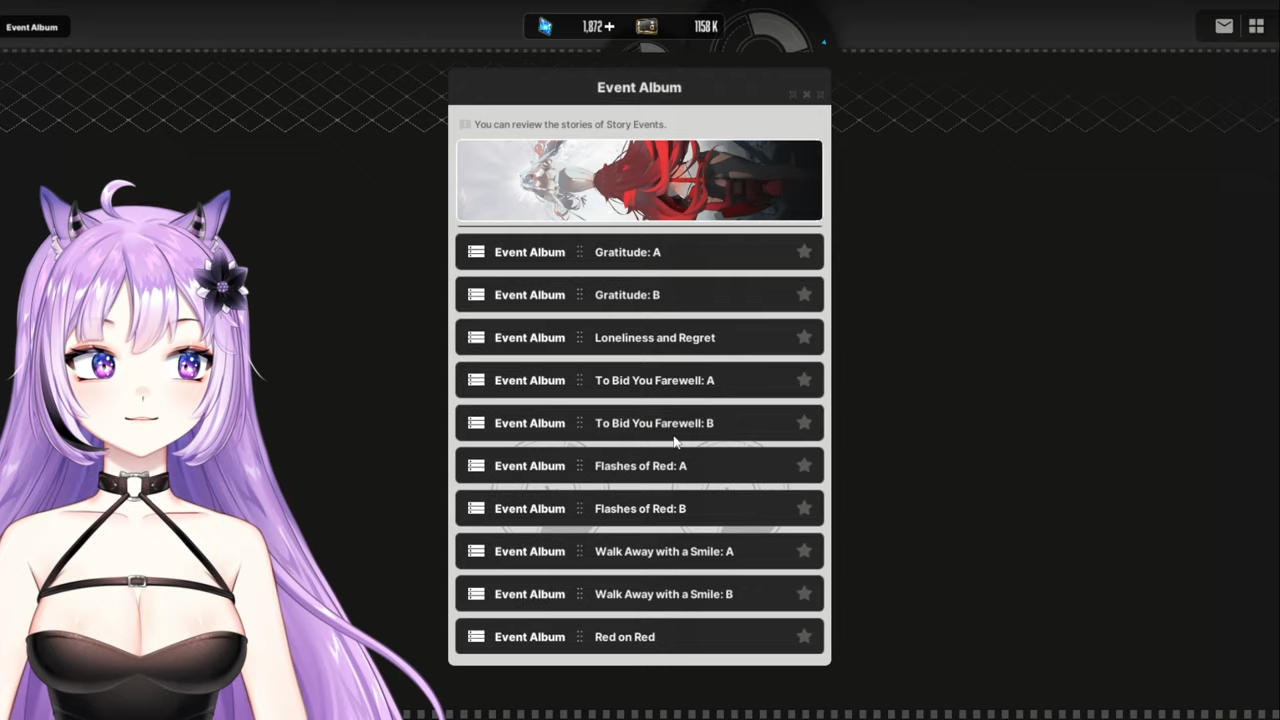 Event Album
1,872 +
1158 K
Event Album
You can review the stories of Story Events.
Event Album Gratitude: A
Event Album Gratitude: B
Event Album Loneliness and Regret
Event Album To Bid You Farewell: A
Event Album To Bid You Farewell: B
Event Album Flashes of Red: A
Event Album Flashes of Red: B
Event Album Walk Away with a Smile: A
Event Album Walk Away with a Smile: B
Event Album Red on Red